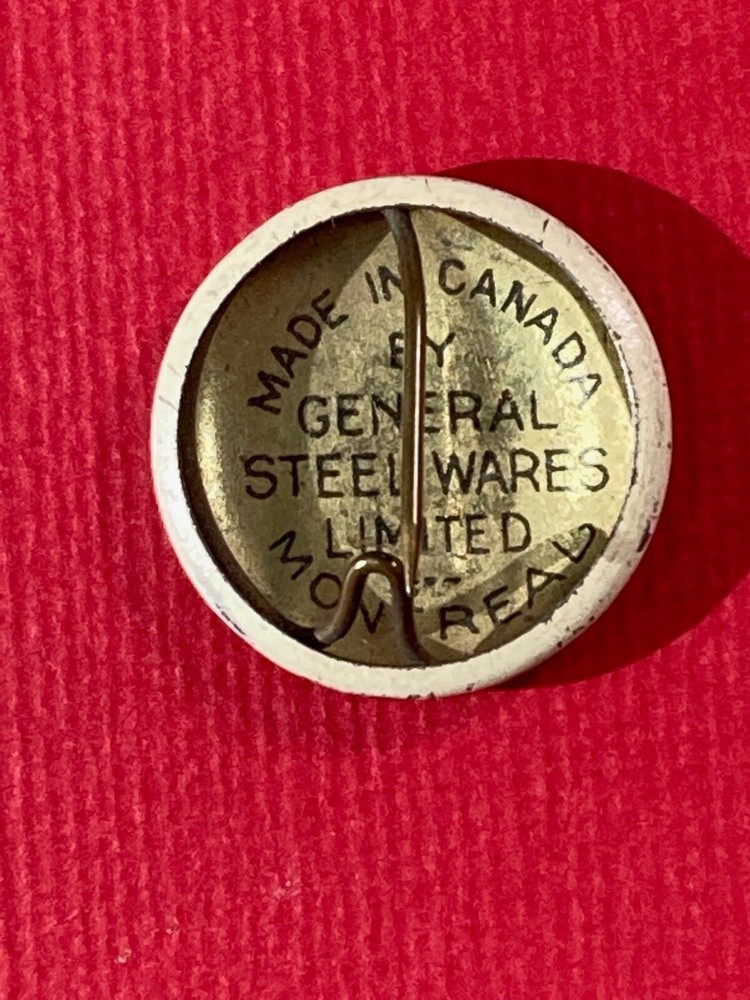 MADE IN CANADA
BY
GENERAL
STEEL WARES
LIMITED
MONTREAL